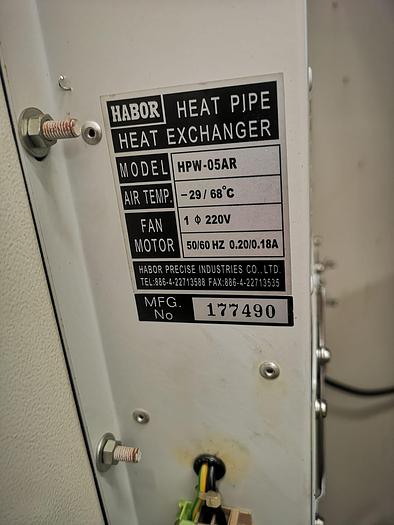 HABOR HEAT PIPE
HEAT EXCHANGER
MODEL HPW-05AR
AIR TEMP. -29 / 68°C
FAN MOTOR 1 Φ 220V
50/60 HZ 0.20/0.18A
HABOR PRECISE INDUSTRIES CO., LTD.
TEL:886-4-22713588 FAX:886-4-22713535
MFG. No 177490